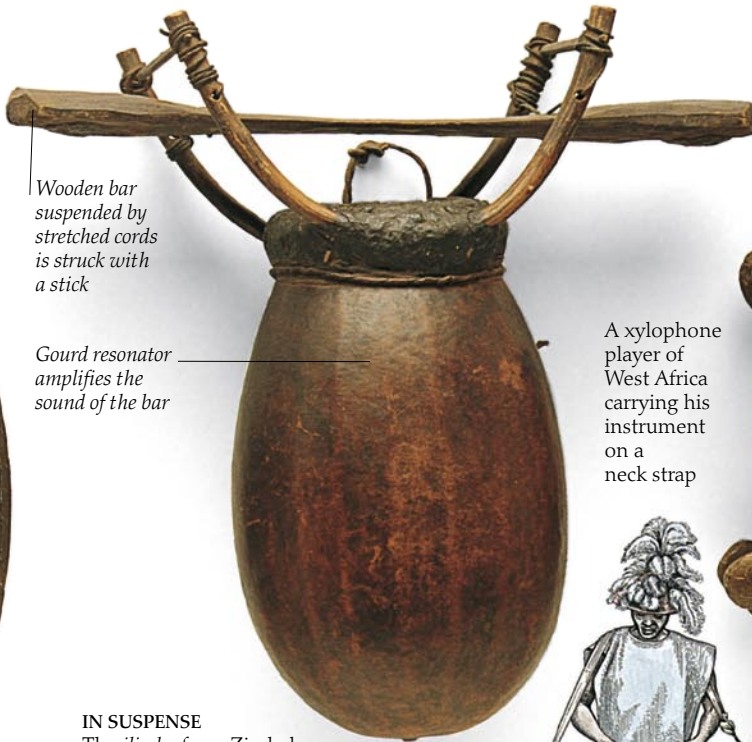 Wooden bar
suspended by
stretched cords
is struck with
a stick
Gourd resonator
amplifies the
sound of the bar
A xylophone
player of
West Africa
carrying his
instrument
on a
neck strap
IN SUSPENSE